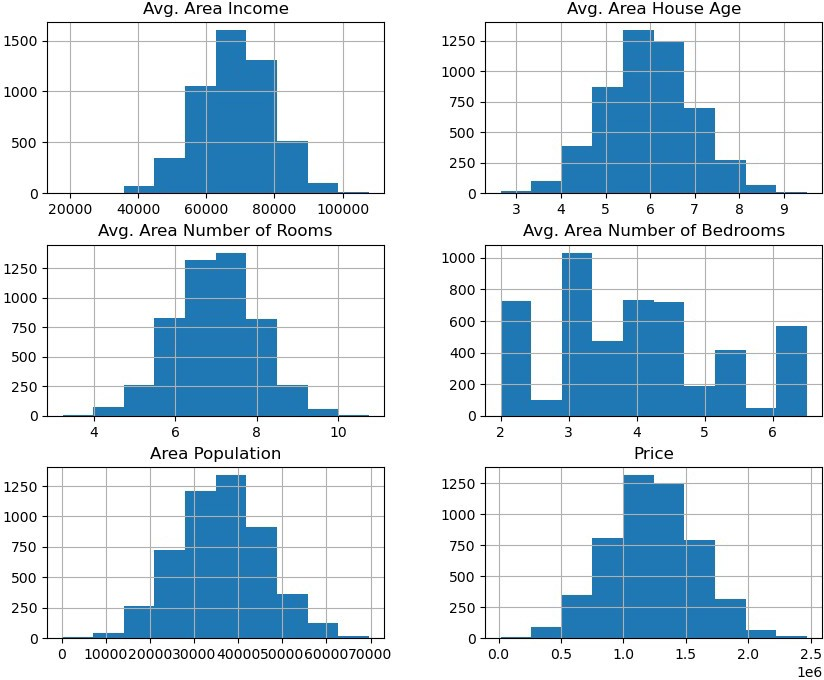 Avg. Area Income
1500
1000
500
0
20000 40000 60000 80000 100000
Avg. Area House Age
1250
1000
750
500
250
0
3 4 5 6 7 8 9
Avg. Area Number of Rooms
1250
1000
750
500
250
0
4 6 8 10
Avg. Area Number of Bedrooms
1000
800
600
400
200
0
2 3 4 5 6
Area Population
1250
1000
750
500
250
0
0 10000 20000 30000 40000 50000 60000 70000
Price
1250
1000
750
500
250
0
0.0 0.5 1.0 1.5 2.0 2.5
1e6